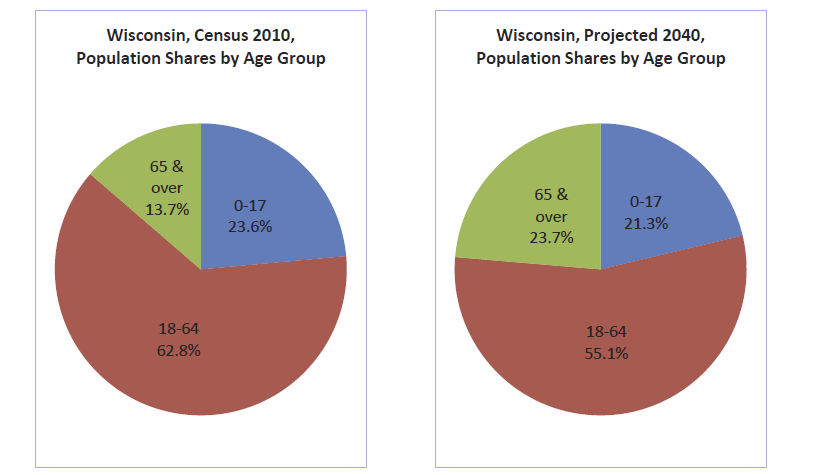 Wisconsin, Census 2010,
Population Shares by Age Group
65 &
over
13.7%
0-17
23.6%
18-64
62.8%
Wisconsin, Projected 2040,
Population Shares by Age Group
65 &
over
23.7%
0-17
21.3%
18-64
55.1%